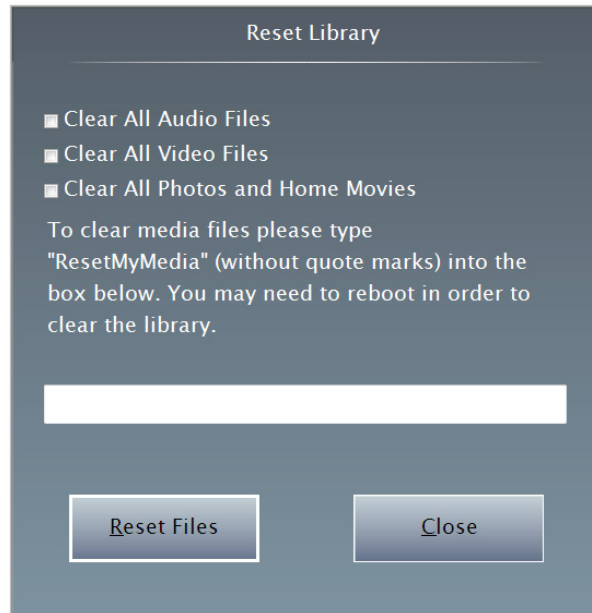 Reset Library
Clear All Audio Files
Clear All Video Files
Clear All Photos and Home Movies
To clear media files please type
"ResetMyMedia" (without quote marks) into the
box below. You may need to reboot in order to
clear the library.
Reset Files
Close